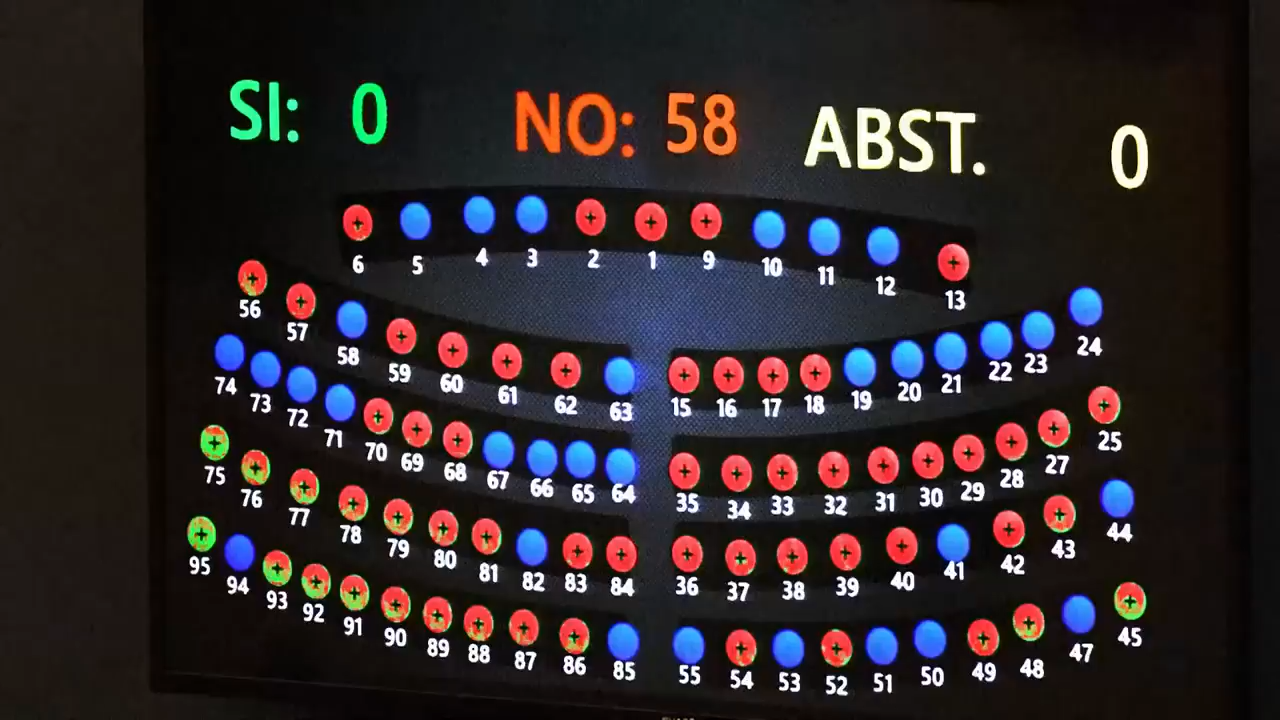 SI: 0 NO: 58 ABST. 0
6 5 4 3 2 1 9 10 11 12 13
56 57 58 59 60 61 62 63 15 16 17 18 19 20 21 22 23 24
74 73 72 71 70 69 68 67 66 65 64 35 34 33 32 31 30 29 28 27 25
75 76 77 78 79 80 81 82 83 84 36 37 38 39 40 41 42 43 44
95 94 93 92 91 90 89 88 87 86 85 55 54 53 52 51 50 49 48 47 45